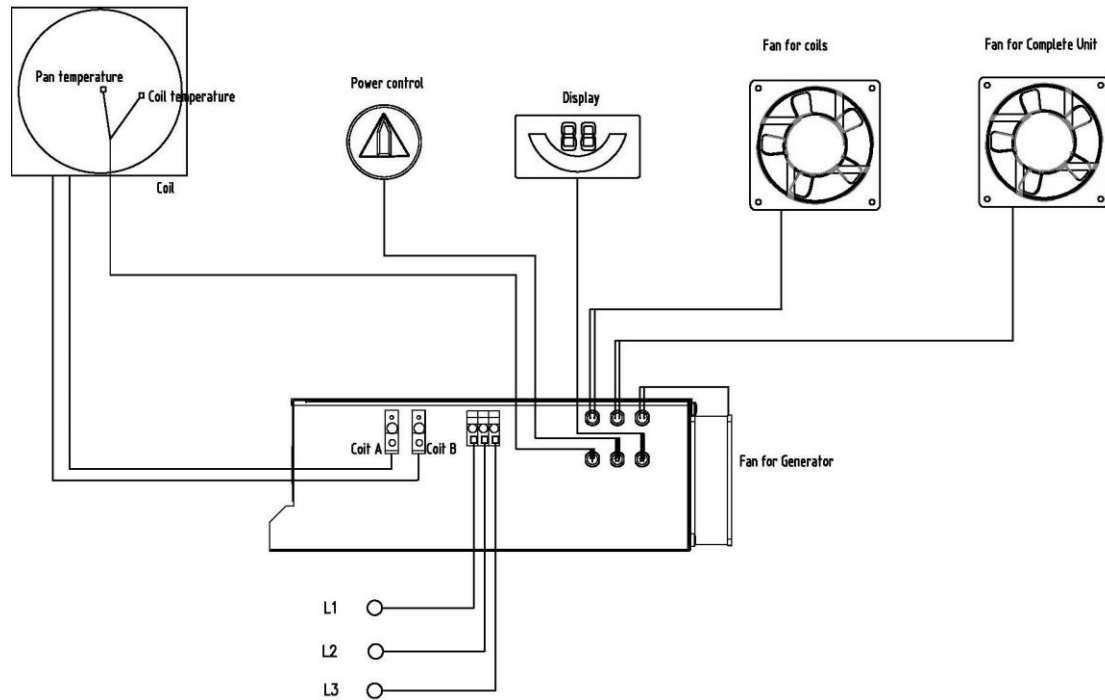 Fan for coils
Fan for Complete Unit
Pan temperature
Coil temperature
Power control
Display
Coil
Coit A
Coit B
Fan for Generator
L1
L2
L3